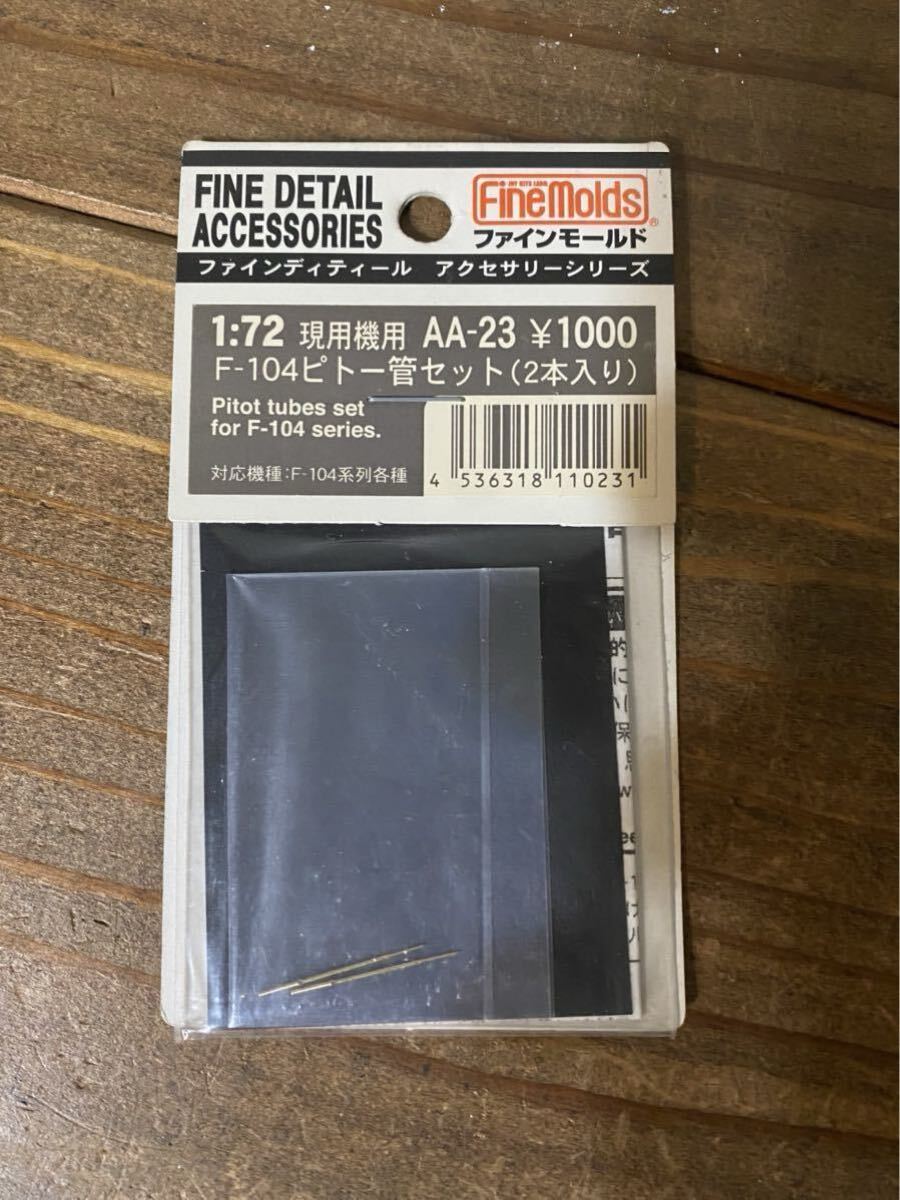 FINE DETAIL
ACCESSORIES
FineMolds®
ファインモールド
ファインディティール アクセサリーシリーズ
1:72 現用機用 AA-23 ¥1000
F-104ピトー管セット(2本入り)
Pitot tubes set
for F-104 series.
対応機種:F-104系列各種
4 536318 110231
的
に
保